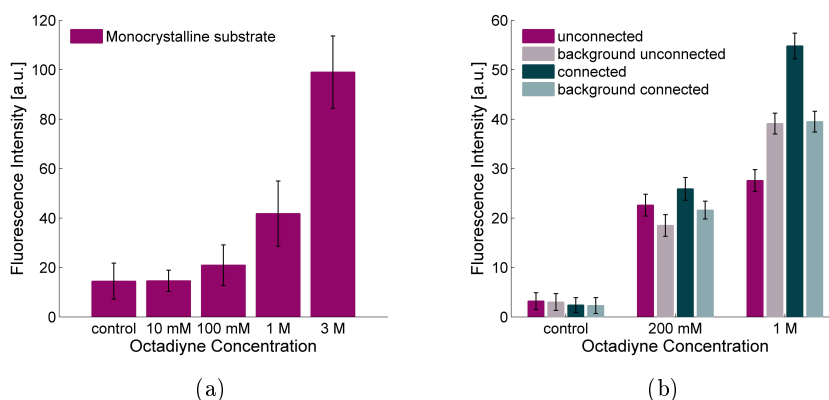 120
100
80
60
40
20
0
Fluorescence Intensity [a.u.]
Monocrystalline substrate
control 10 mM 100 mM 1 M 3 M
Octadiyne Concentration
(a)
60
50
40
30
20
10
0
Fluorescence Intensity [a.u.]
unconnected
background unconnected
connected
background connected
control 200 mM 1 M
Octadiyne Concentration
(b)